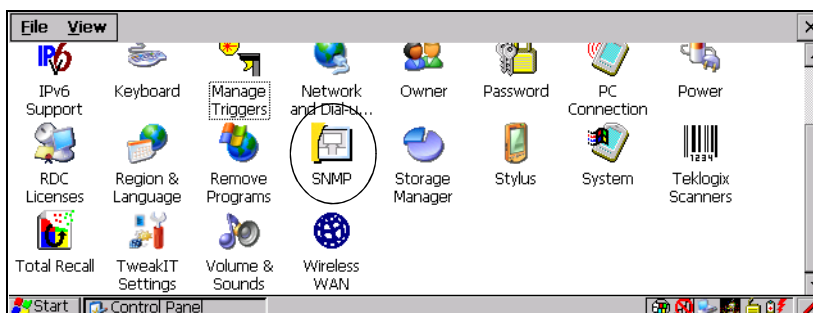 File View
IPv6 Support
Keyboard
Manage Triggers
Network and Dial-u...
Owner
Password
PC Connection
Power
RDC Licenses
Region & Language
Remove Programs
SNMP
Storage Manager
Stylus
System
1234
Teklogix Scanners
Total Recall
TweakIT Settings
Volume & Sounds
Wireless WAN
Start
Control Panel